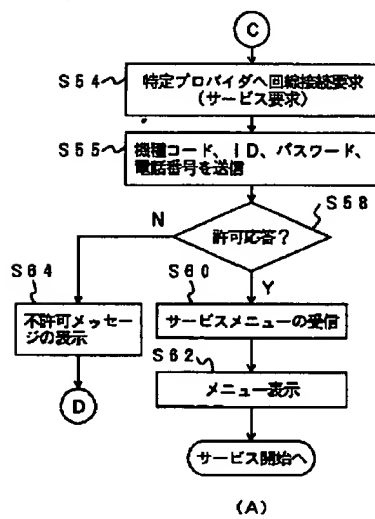 C
S54
特定プロバイダへ回線接続要求
(サービス要求)
S55
機種コード、ID、パスワード、
電話番号を送信
S58
許可応答?
N
Y
S64
不許可メッセー
ジの表示
D
S60
サービスメニューの受信
S62
メニュー表示
サービス開始へ
(A)